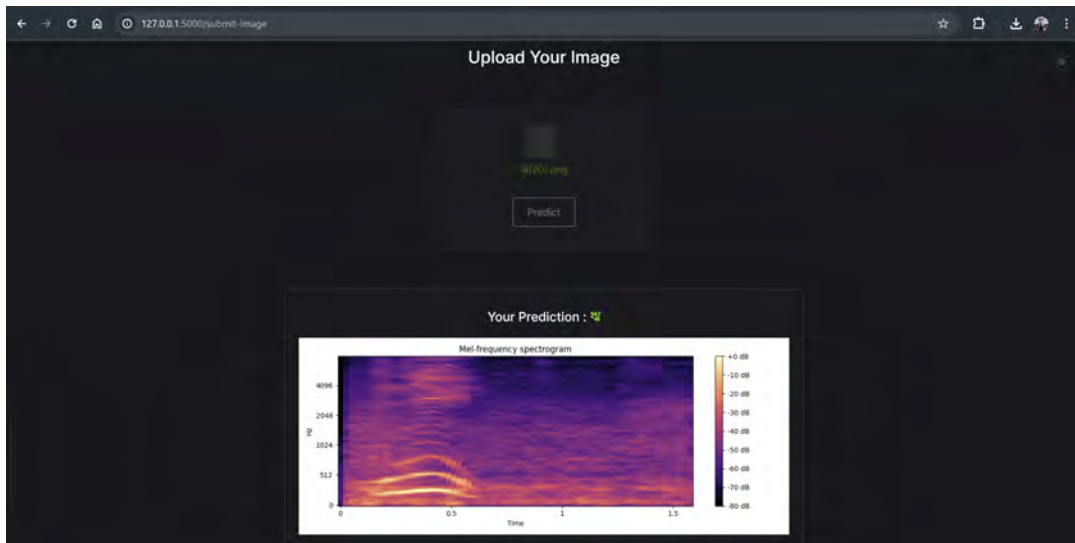 127.0.0.1:5000/submit-image
Upload Your Image
Predict
Your Prediction :
Mel-frequency spectrogram
Hz
4096
2048
1024
512
0
0
0.5
1
1.5
Time
+0 dB
-10 dB
-20 dB
-30 dB
-40 dB
-50 dB
-60 dB
-70 dB
-80 dB